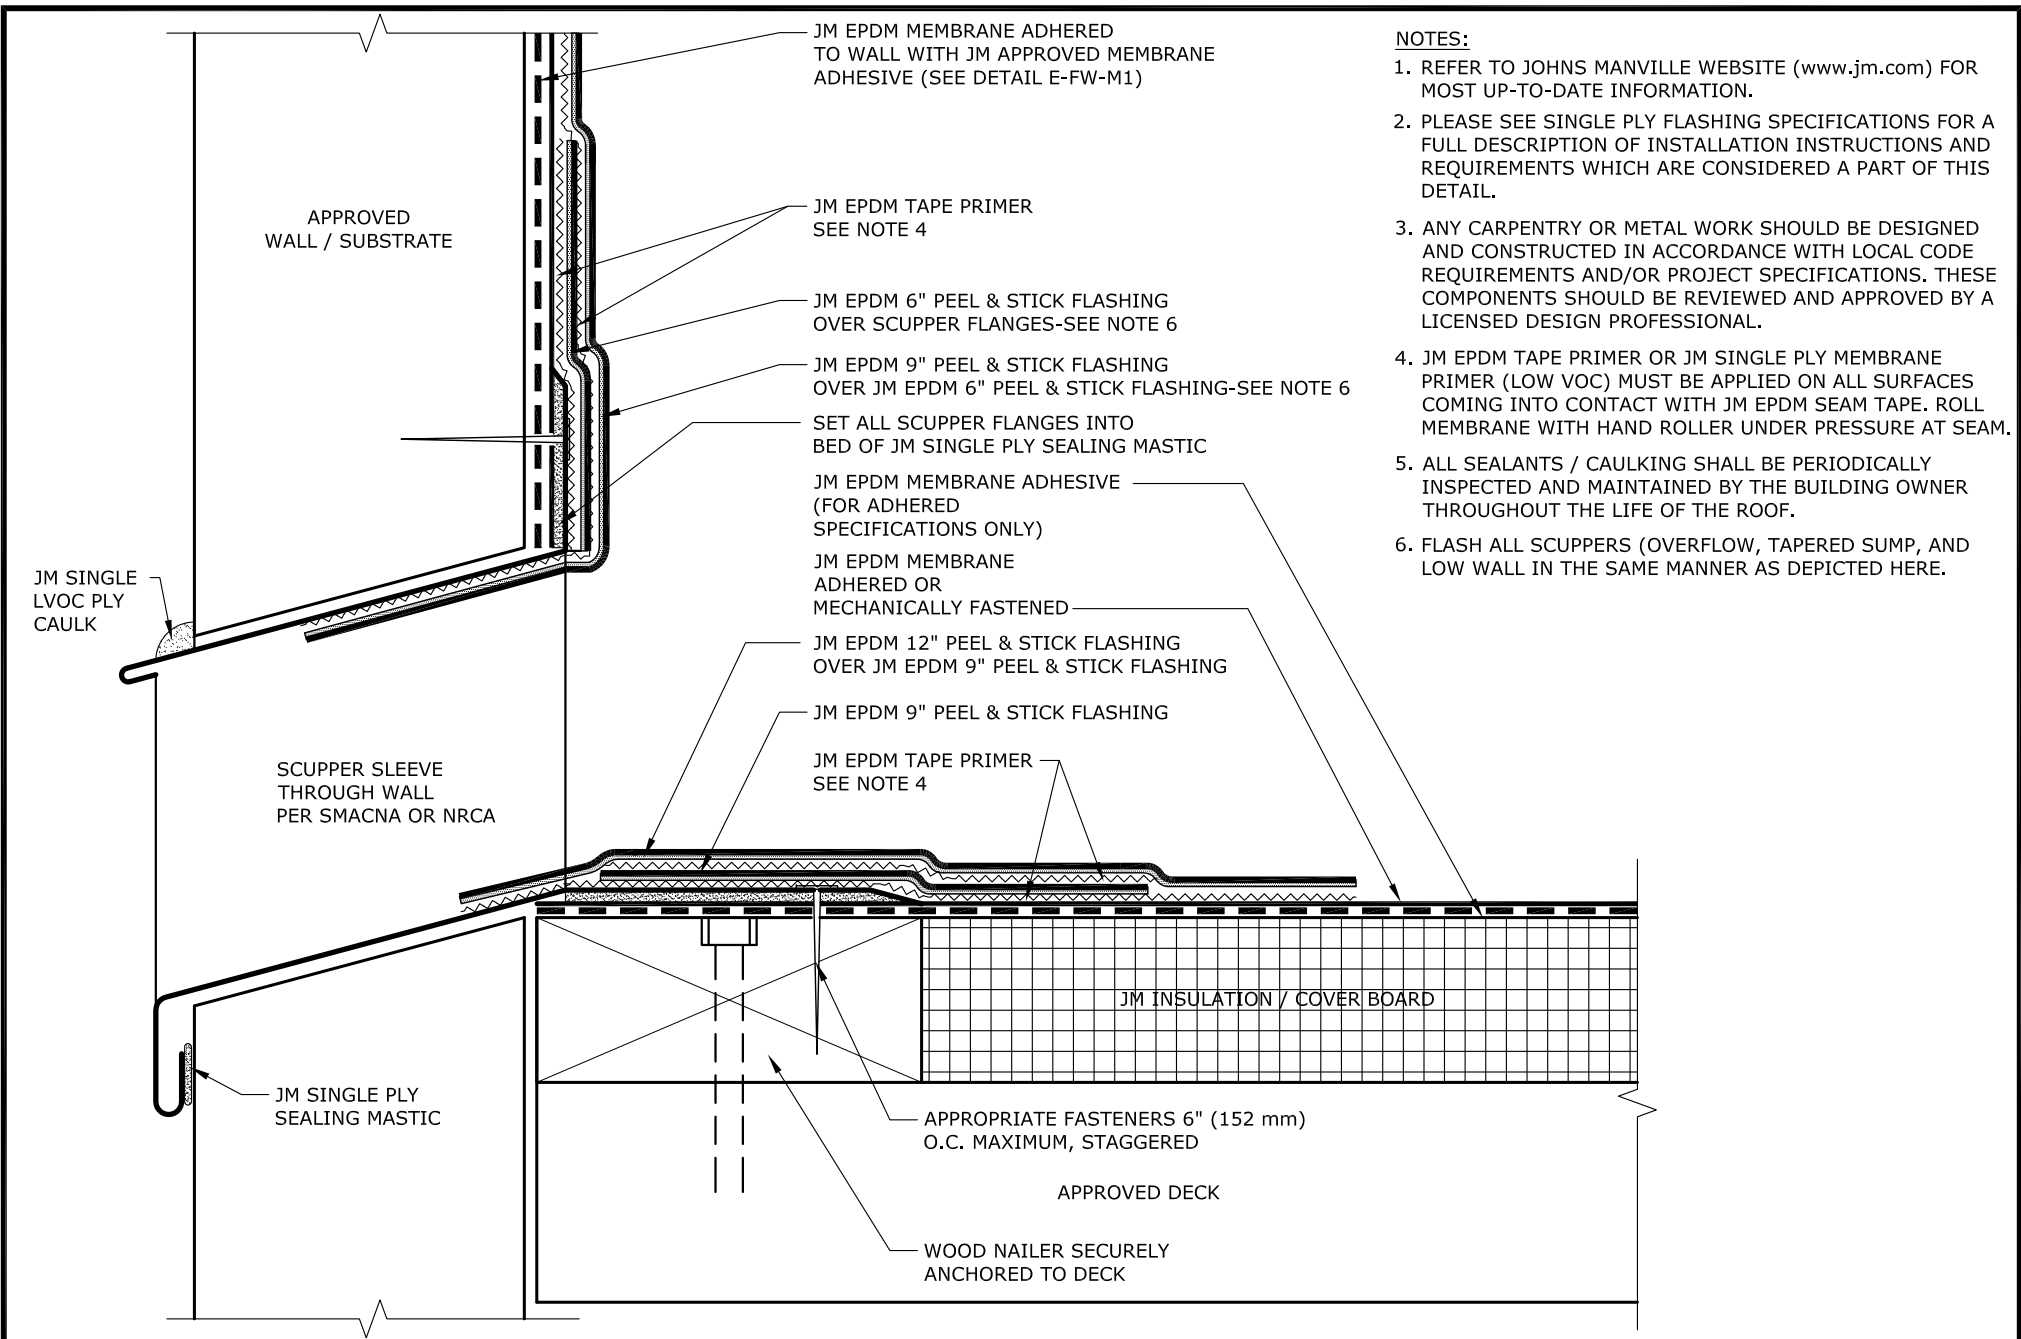 JM EPDM MEMBRANE ADHERED
TO WALL WITH JM APPROVED MEMBRANE
ADHESIVE (SEE DETAIL E-FW-M1)
APPROVED
WALL / SUBSTRATE
JM EPDM TAPE PRIMER
SEE NOTE 4
JM EPDM 6" PEEL & STICK FLASHING
OVER SCUPPER FLANGES-SEE NOTE 6
JM EPDM 9" PEEL & STICK FLASHING
OVER JM EPDM 6" PEEL & STICK FLASHING-SEE NOTE 6
SET ALL SCUPPER FLANGES INTO
BED OF JM SINGLE PLY SEALING MASTIC
JM EPDM MEMBRANE ADHESIVE
(FOR ADHERED
SPECIFICATIONS ONLY)
JM EPDM MEMBRANE
ADHERED OR
MECHANICALLY FASTENED
JM SINGLE
LVOC PLY
CAULK
JM EPDM 12" PEEL & STICK FLASHING
OVER JM EPDM 9" PEEL & STICK FLASHING
JM EPDM 9" PEEL & STICK FLASHING
JM EPDM TAPE PRIMER
SEE NOTE 4
SCUPPER SLEEVE
THROUGH WALL
PER SMACNA OR NRCA
JM INSULATION / COVER BOARD
JM SINGLE PLY
SEALING MASTIC
APPROPRIATE FASTENERS 6" (152 mm)
O.C. MAXIMUM, STAGGERED
APPROVED DECK
WOOD NAILER SECURELY
ANCHORED TO DECK
NOTES:
1. REFER TO JOHNS MANVILLE WEBSITE (www.jm.com) FOR
MOST UP-TO-DATE INFORMATION.
2. PLEASE SEE SINGLE PLY FLASHING SPECIFICATIONS FOR A
FULL DESCRIPTION OF INSTALLATION INSTRUCTIONS AND
REQUIREMENTS WHICH ARE CONSIDERED A PART OF THIS
DETAIL.
3. ANY CARPENTRY OR METAL WORK SHOULD BE DESIGNED
AND CONSTRUCTED IN ACCORDANCE WITH LOCAL CODE
REQUIREMENTS AND/OR PROJECT SPECIFICATIONS. THESE
COMPONENTS SHOULD BE REVIEWED AND APPROVED BY A
LICENSED DESIGN PROFESSIONAL.
4. JM EPDM TAPE PRIMER OR JM SINGLE PLY MEMBRANE
PRIMER (LOW VOC) MUST BE APPLIED ON ALL SURFACES
COMING INTO CONTACT WITH JM EPDM SEAM TAPE. ROLL
MEMBRANE WITH HAND ROLLER UNDER PRESSURE AT SEAM.
5. ALL SEALANTS / CAULKING SHALL BE PERIODICALLY
INSPECTED AND MAINTAINED BY THE BUILDING OWNER
THROUGHOUT THE LIFE OF THE ROOF.
6. FLASH ALL SCUPPERS (OVERFLOW, TAPERED SUMP, AND
LOW WALL IN THE SAME MANNER AS DEPICTED HERE.